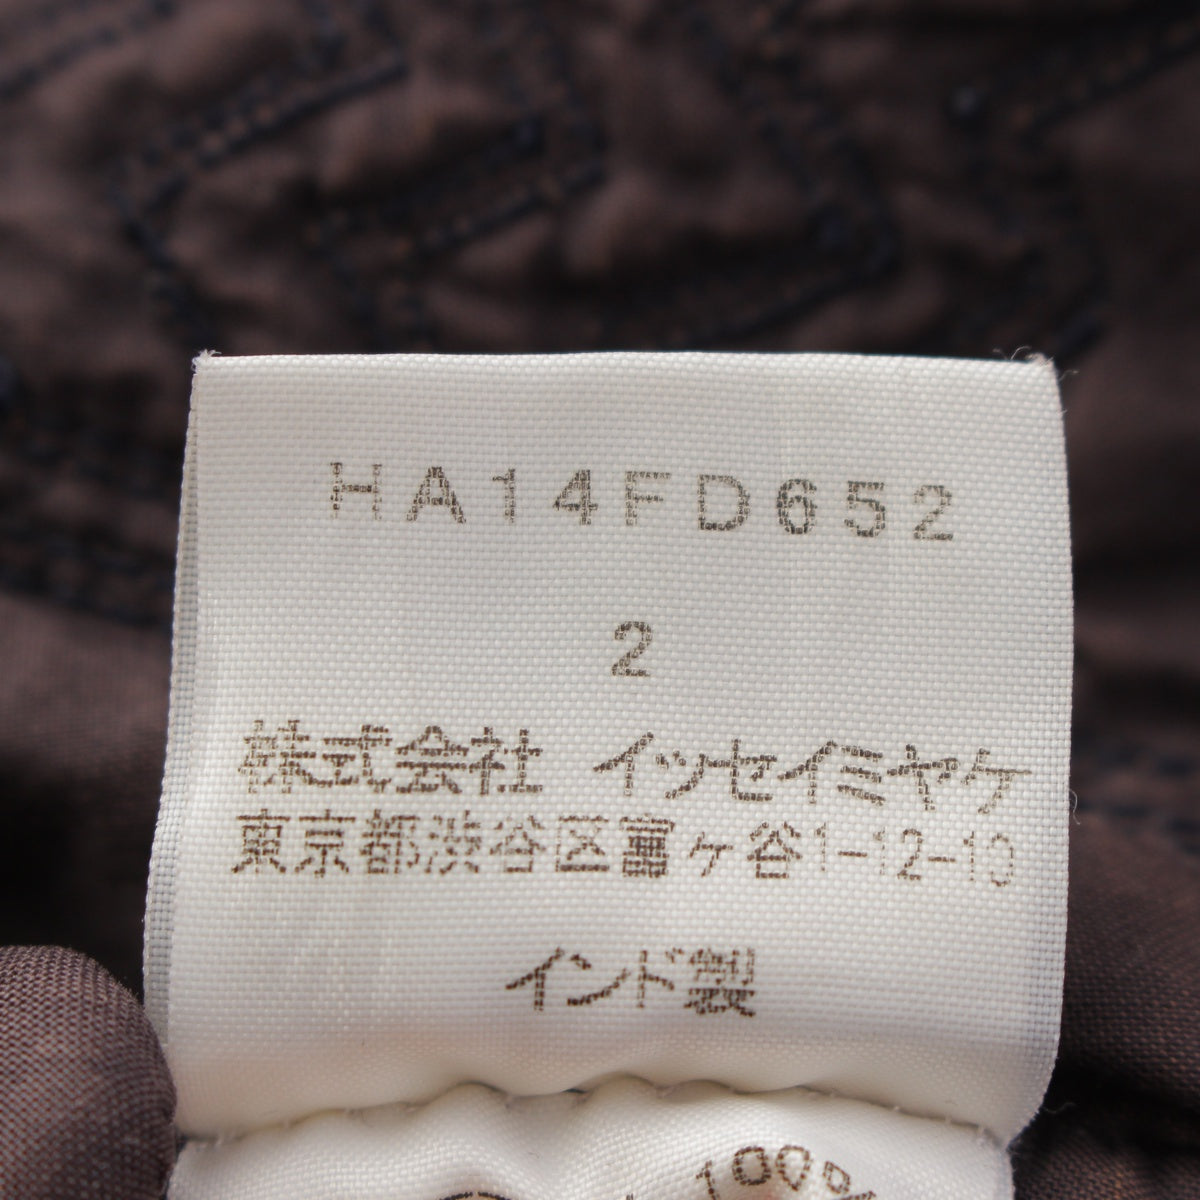 HA14FD652
2
株式会社 イッセイミヤケ
東京都渋谷区富ヶ谷1-12-10
インド製
100%